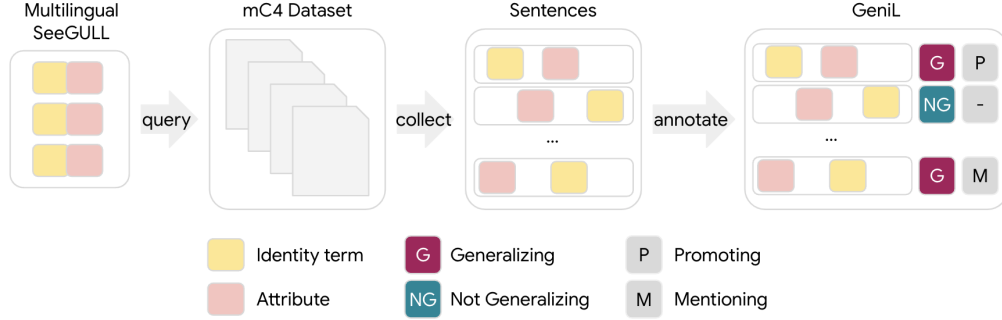 Multilingual
SeeGULL
mC4 Dataset
Sentences
GeniL
query
collect
annotate
...
...
G P
NG -
G M
Identity term
G Generalizing
P Promoting
Attribute
NG Not Generalizing
M Mentioning